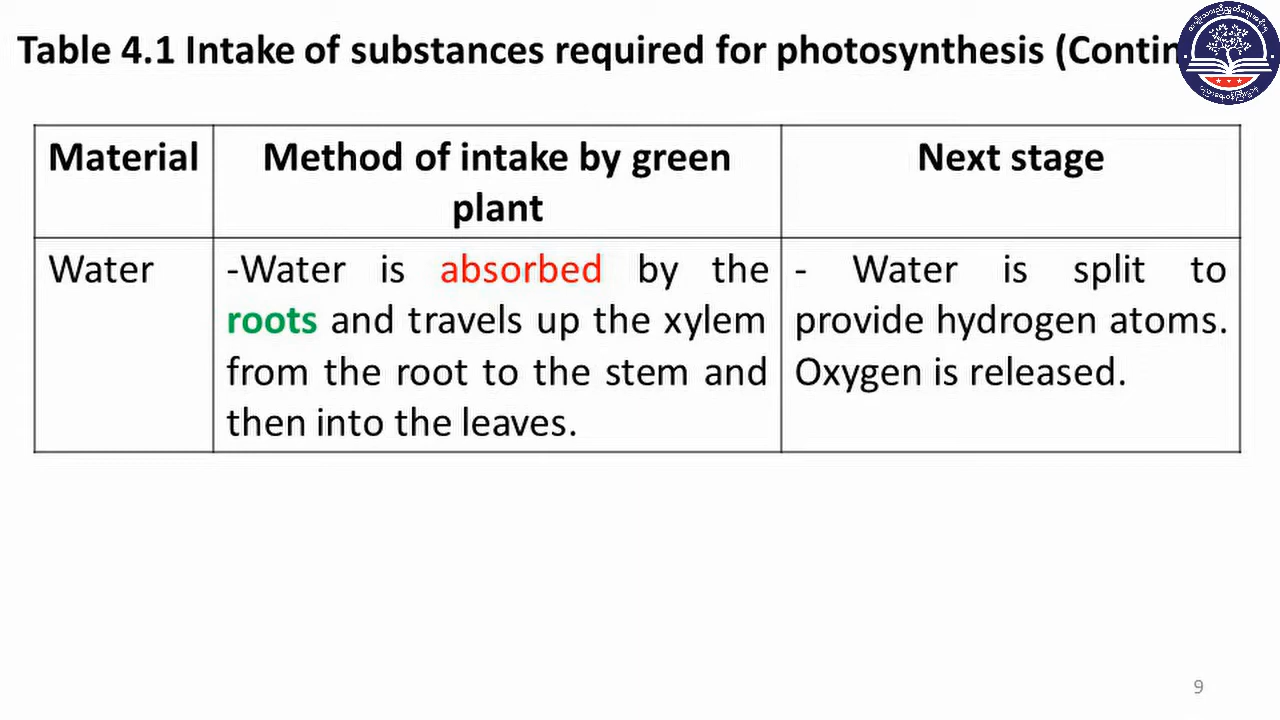 Table 4.1 Intake of substances required for photosynthesis (Contin
Material
Method of intake by green
plant
Next stage
Water
-Water is absorbed by the
roots and travels up the xylem
from the root to the stem and
then into the leaves.
- Water is split to
provide hydrogen atoms.
Oxygen is released.
9